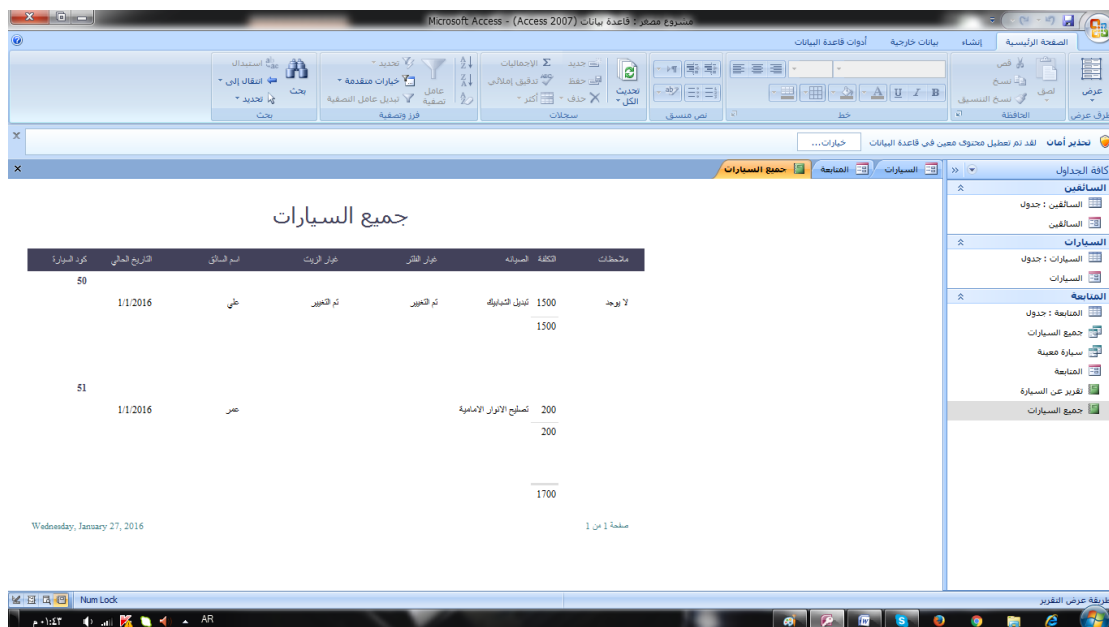 مشروع مصغر : قاعدة بيانات (Access 2007) - Microsoft Access
الصفحة الرئيسية إنشاء بيانات خارجية أدوات قاعدة البيانات
عرض
طرق عرض
لصق
قص
نسخ
نسخ التنسيق
الحافظة
B I U A
خط
نص منسق
تحديث الكل
جديد
حفظ
حذف
الإجماليات
تدقيق إملائي
أكثر
سجلات
عامل تصفية
تحديد
خيارات متقدمة
تبديل عامل التصفية
فرز وتصفية
بحث
استبدال
الانتقال إلى
تحديد
بحث
تحذير أمان لقد تم تعطيل محتوى معين في قاعدة البيانات خيارات...
كافة الجداول
السائقين
السائقين : جدول
السائقين
السيارات
السيارات : جدول
السيارات
المتابعة
المتابعة : جدول
جميع السيارات
سيارة معينة
المتابعة
تقرير عن السيارة
جميع السيارات
السيارات المتابعة جميع السيارات
جميع السيارات
ملاحظات التكلفة الصيانه غيار الفلتر غيار الزيت اسم السائق التاريخ الحالي كود السيارة
50
لا يوجد 1500 تبديل الشبابيك تم التغيير تم التغيير علي 1/1/2016
1500
51
200 تصليح الانوار الامامية عمر 1/1/2016
200
1700
صفحة 1 من 1 Wednesday, January 27, 2016
طريقة عرض التقرير Num Lock
AR ٠١:٤٣ م